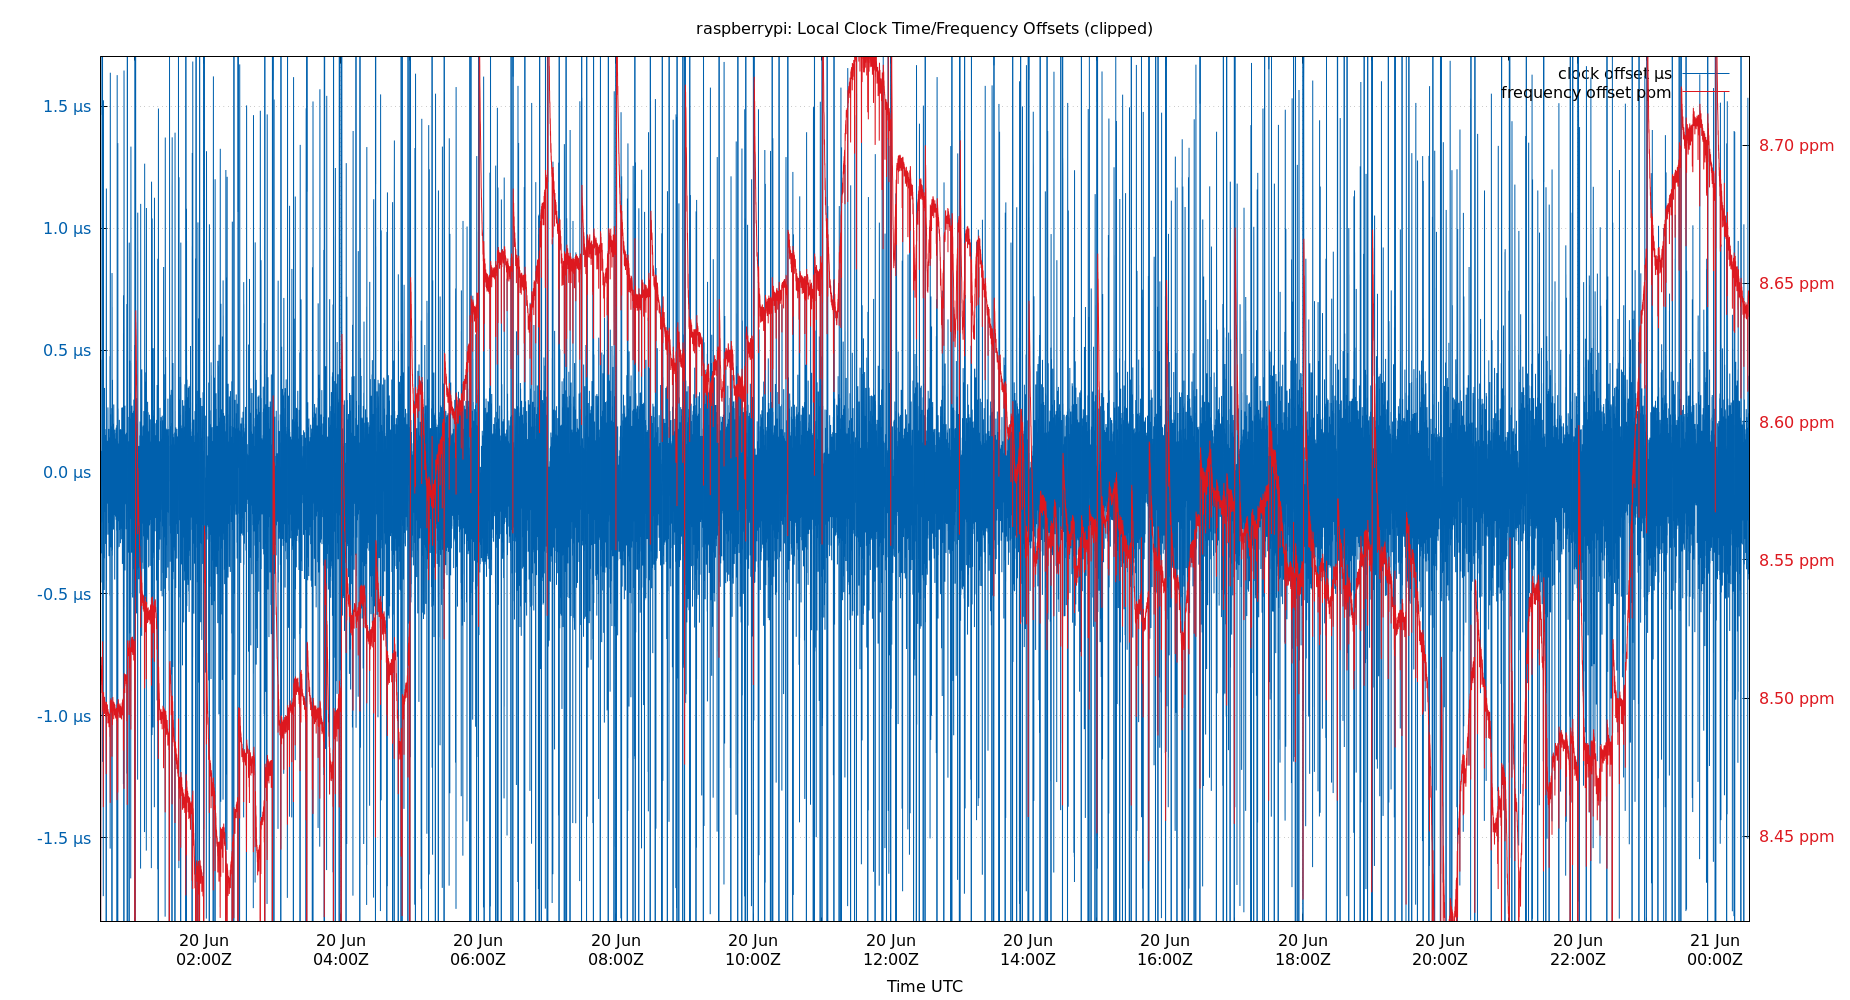 raspberrypi: Local Clock Time/Frequency Offsets (clipped)
clock offset µs
frequency offset ppm
1.5 µs
1.0 µs
0.5 µs
0.0 µs
-0.5 µs
-1.0 µs
-1.5 µs
8.70 ppm
8.65 ppm
8.60 ppm
8.55 ppm
8.50 ppm
8.45 ppm
20 Jun 20 Jun 20 Jun 20 Jun 20 Jun 20 Jun 20 Jun 20 Jun 20 Jun 20 Jun 20 Jun 21 Jun
02:00Z 04:00Z 06:00Z 08:00Z 10:00Z 12:00Z 14:00Z 16:00Z 18:00Z 20:00Z 22:00Z 00:00Z
Time UTC